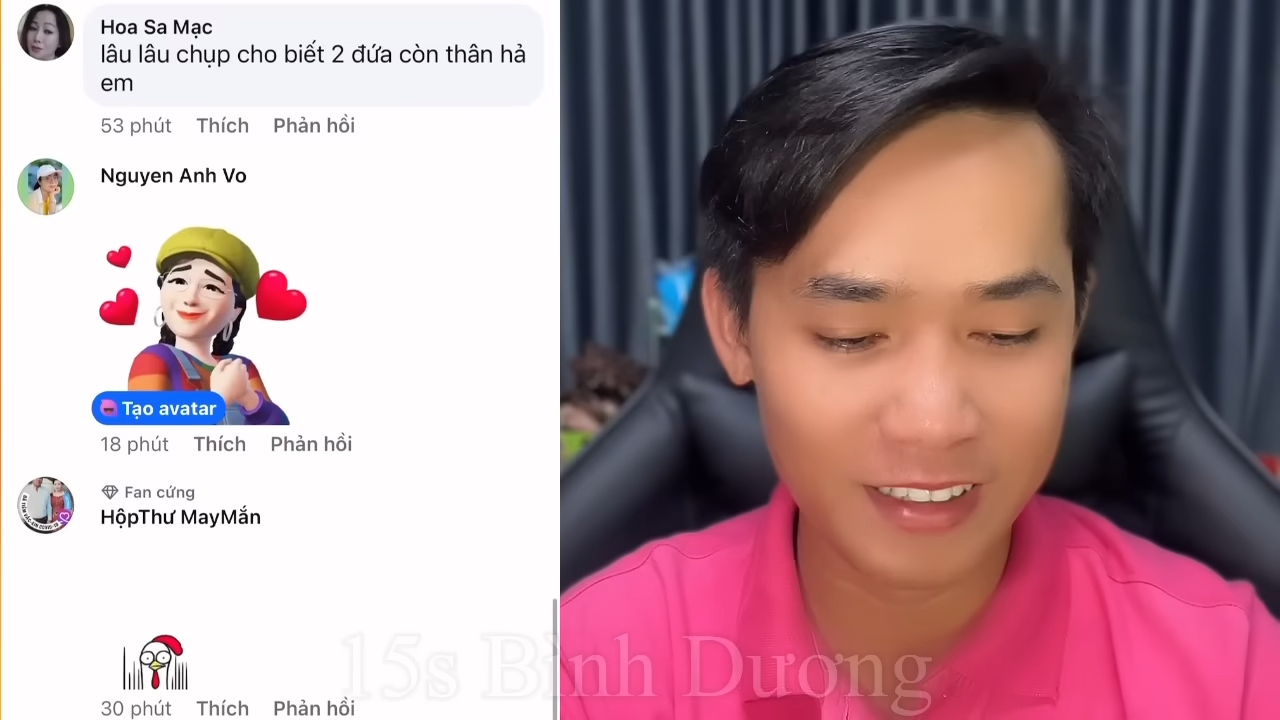 Hoa Sa Mạc
lâu lâu chụp cho biết 2 đứa còn thân hả
em
53 phút Thích Phản hồi
Nguyen Anh Vo
Tạo avatar
18 phút Thích Phản hồi
Fan cứng
HộpThư MayMắn
30 phút Thích Phản hồi
15s Bình Dương